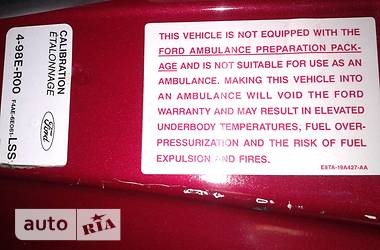 CALIBRATION
ÉTALONNAGE
4-98E-R00
Ford
LSS
THIS VEHICLE IS NOT EQUIPPED WITH THE
FORD AMBULANCE PREPARATION PACK-
AGE AND IS NOT SUITABLE FOR USE AS AN
AMBULANCE. MAKING THIS VEHICLE INTO
AN AMBULANCE WILL VOID THE FORD
WARRANTY AND MAY RESULT IN ELEVATED
UNDERBODY TEMPERATURES, FUEL OVER-
PRESSURIZATION AND THE RISK OF FUEL
EXPULSION AND FIRES.
E8TA-19A427-AA
auto RIA